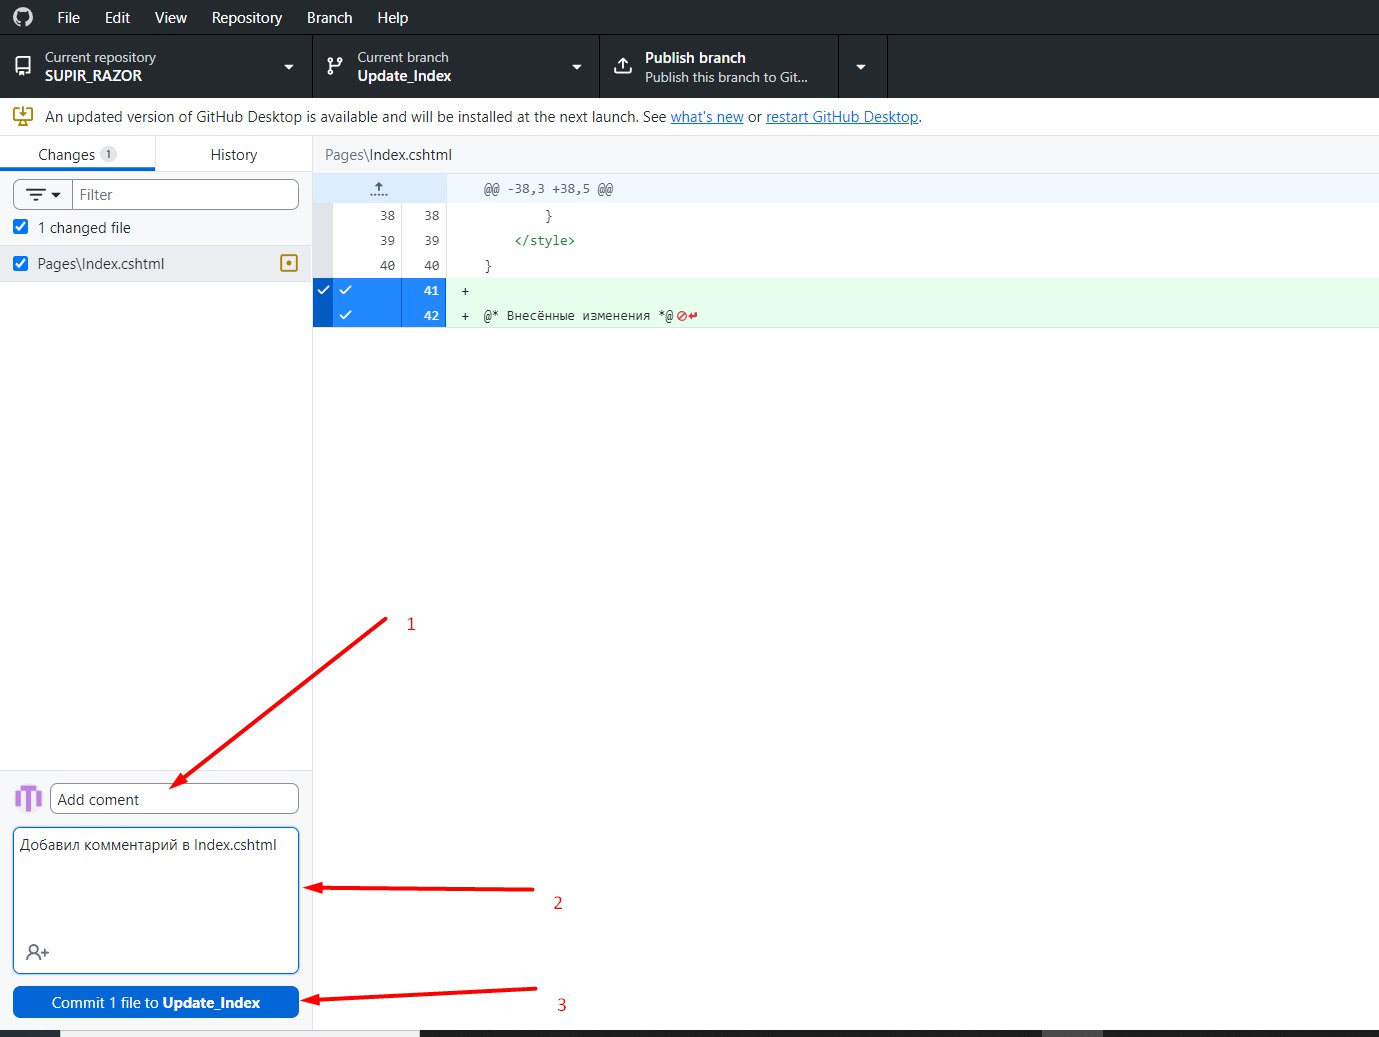 File Edit View Repository Branch Help
Current repository
SUPIR_RAZOR
Current branch
Update_Index
Publish branch
Publish this branch to Git...
An updated version of GitHub Desktop is available and will be installed at the next launch. See what's new or restart GitHub Desktop.
Changes 1
History
Pages\Index.cshtml
Filter
1 changed file
Pages\Index.cshtml
@@ -38,3 +38,5 @@
38 38 }
39 39 </style>
40 40 }
41 +
42 + @* Внесённые изменения *@
1
Add coment
Добавил комментарий в Index.cshtml
2
Commit 1 file to Update_Index
3